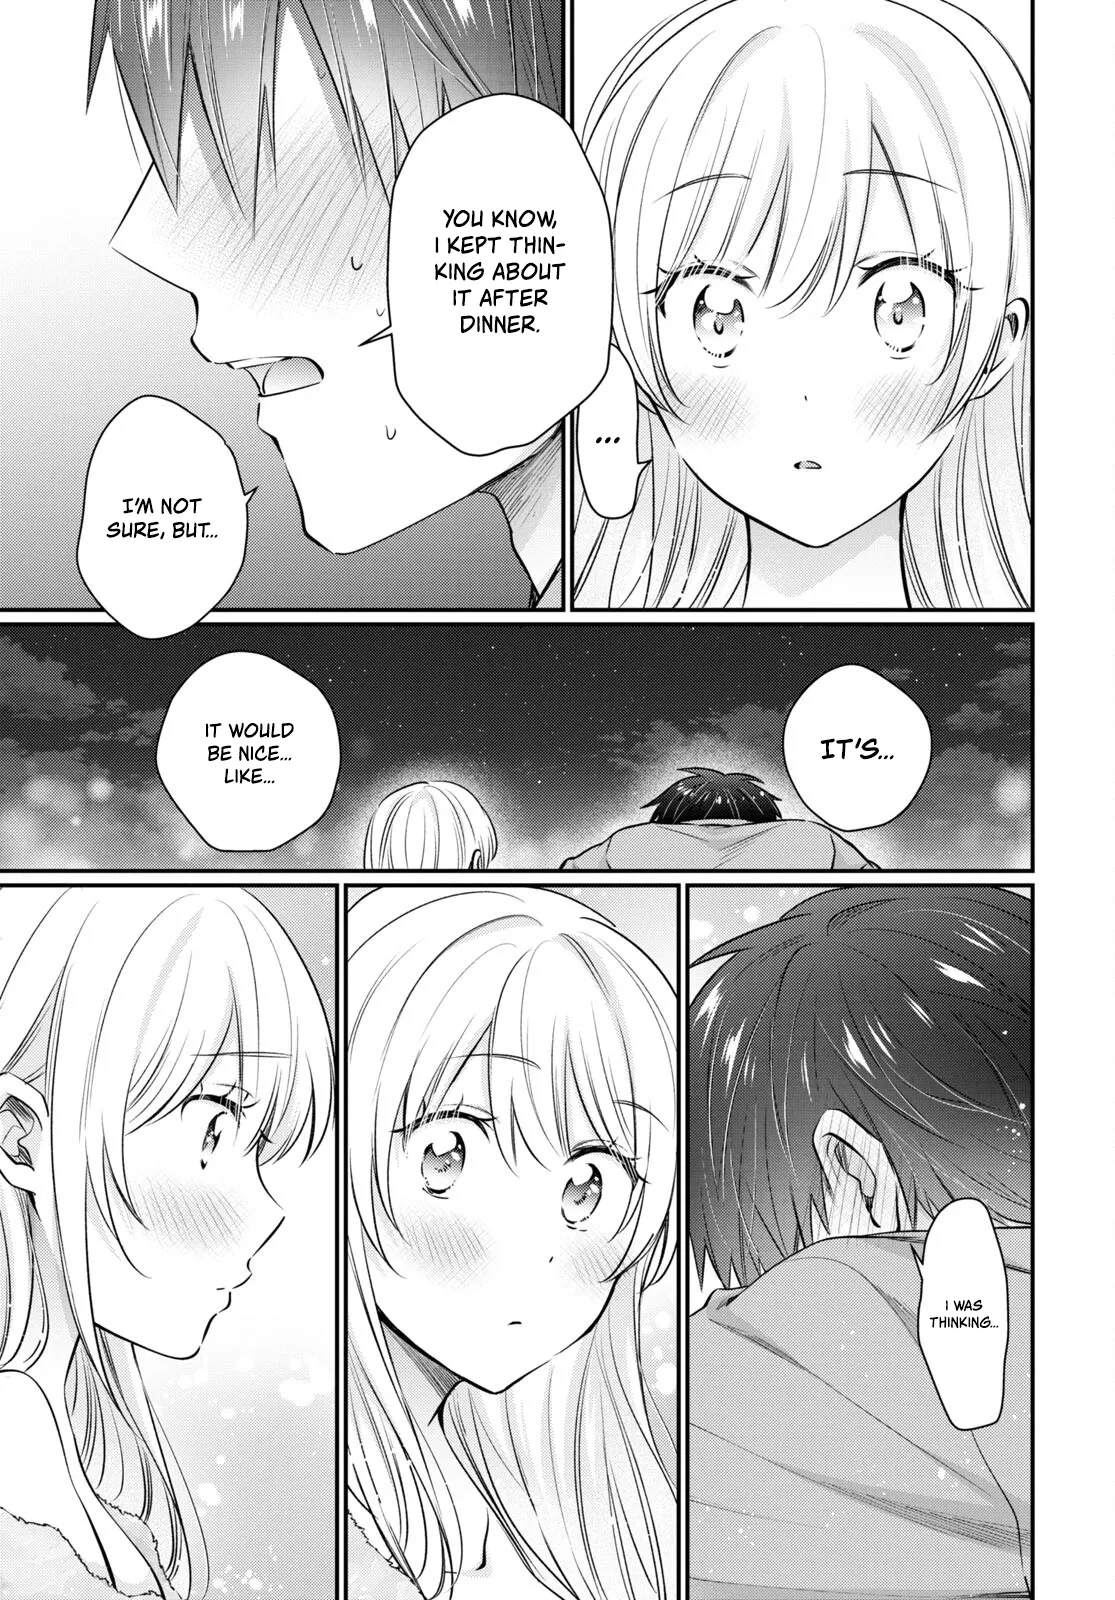 ...
YOU KNOW,
I KEPT THIN-
KING ABOUT
IT AFTER
DINNER.
I'M NOT
SURE, BUT...
IT'S...
IT WOULD
BE NICE...
LIKE...
I WAS
THINKING...